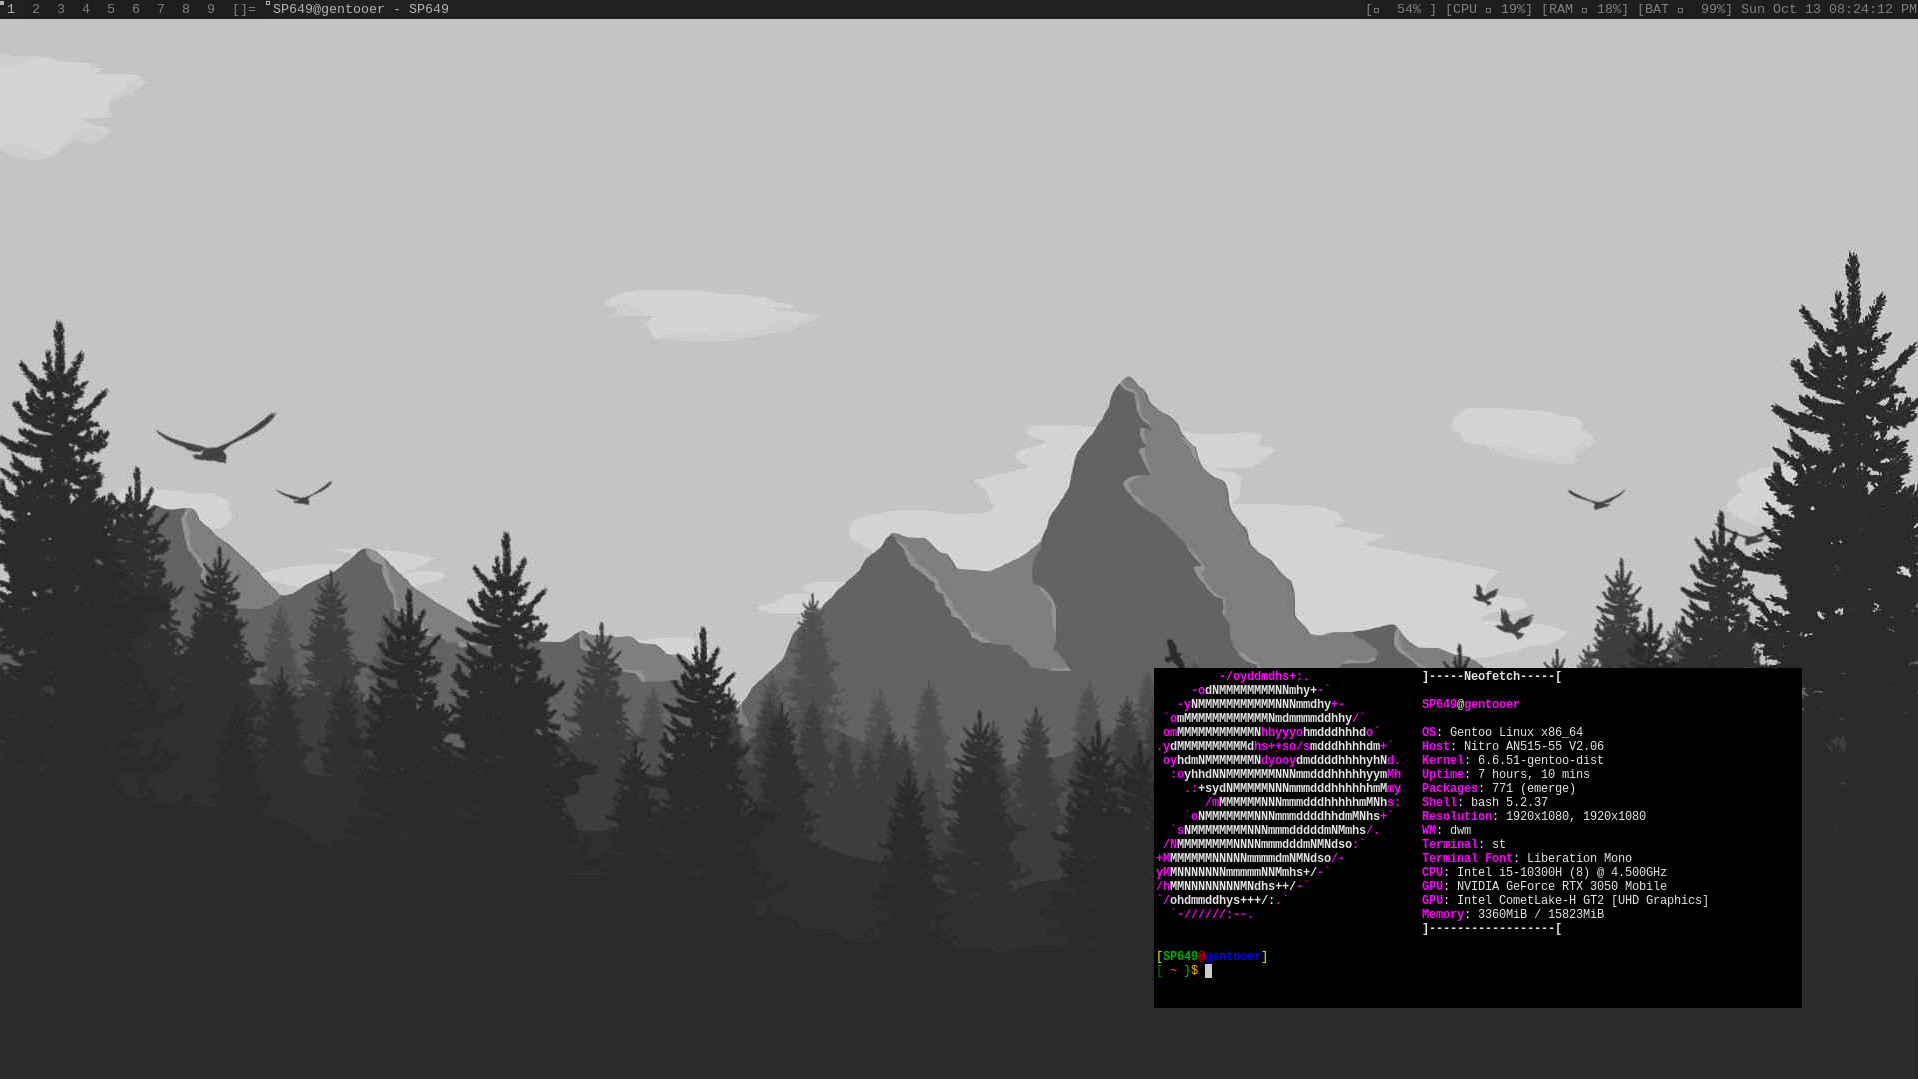 1 2 3 4 5 6 7 8 9 []= SP649@gentooer - SP649 [ 54% ] [CPU 19%] [RAM 18%] [BAT 99%] Sun Oct 13 08:24:12 PM
-/oyddmdhs+:. ]-----Neofetch-----[
-odNMMMMMMMMNNmhy+-`
-yNMMMMMMMMMMMNNNmmdhy+- SP649@gentooer
`omMMMMMMMMMMMMNmdmmmmddhhy/`
omMMMMMMMMMMMNhhyyyohmdddhhhdo` OS: Gentoo Linux x86_64
.ydMMMMMMMMMMdhs++so/smdddhhhhdm+` Host: Nitro AN515-55 V2.06
oyhdmNMMMMMMMNdyooydmddddhhhhyhNd. Kernel: 6.6.51-gentoo-dist
:oyhhdNNMMMMMMMNNNmmdddhhhhhyymMh Uptime: 7 hours, 10 mins
.:+sydNMMMMMNNNmmmdddhhhhhhmMmy Packages: 771 (emerge)
/mMMMMMMNNNmmmdddhhhhhmMNhs: Shell: bash 5.2.37
`oNMMMMMMMNNNmmmddddhhdmMNhs+` Resolution: 1920x1080, 1920x1080
`sNMMMMMMMMNNNmmmdddddmNMmhs/. WM: dwm
/NMMMMMMMMNNNNmmmdddmNMNdso:` Terminal: st
+MMMMMMMNNNNNmmmmdmNMNdso/- Terminal Font: Liberation Mono
yMMNNNNNNNmmmmmNNMmhs+/-` CPU: Intel i5-10300H (8) @ 4.500GHz
/hMMNNNNNNNNMNdhs++/-` GPU: NVIDIA GeForce RTX 3050 Mobile
`/ohdmmddhys+++/:.` GPU: Intel CometLake-H GT2 [UHD Graphics]
`-//////:--. Memory: 3360MiB / 15823MiB
]------------------[
[SP649@gentooer]
[ ~ }$